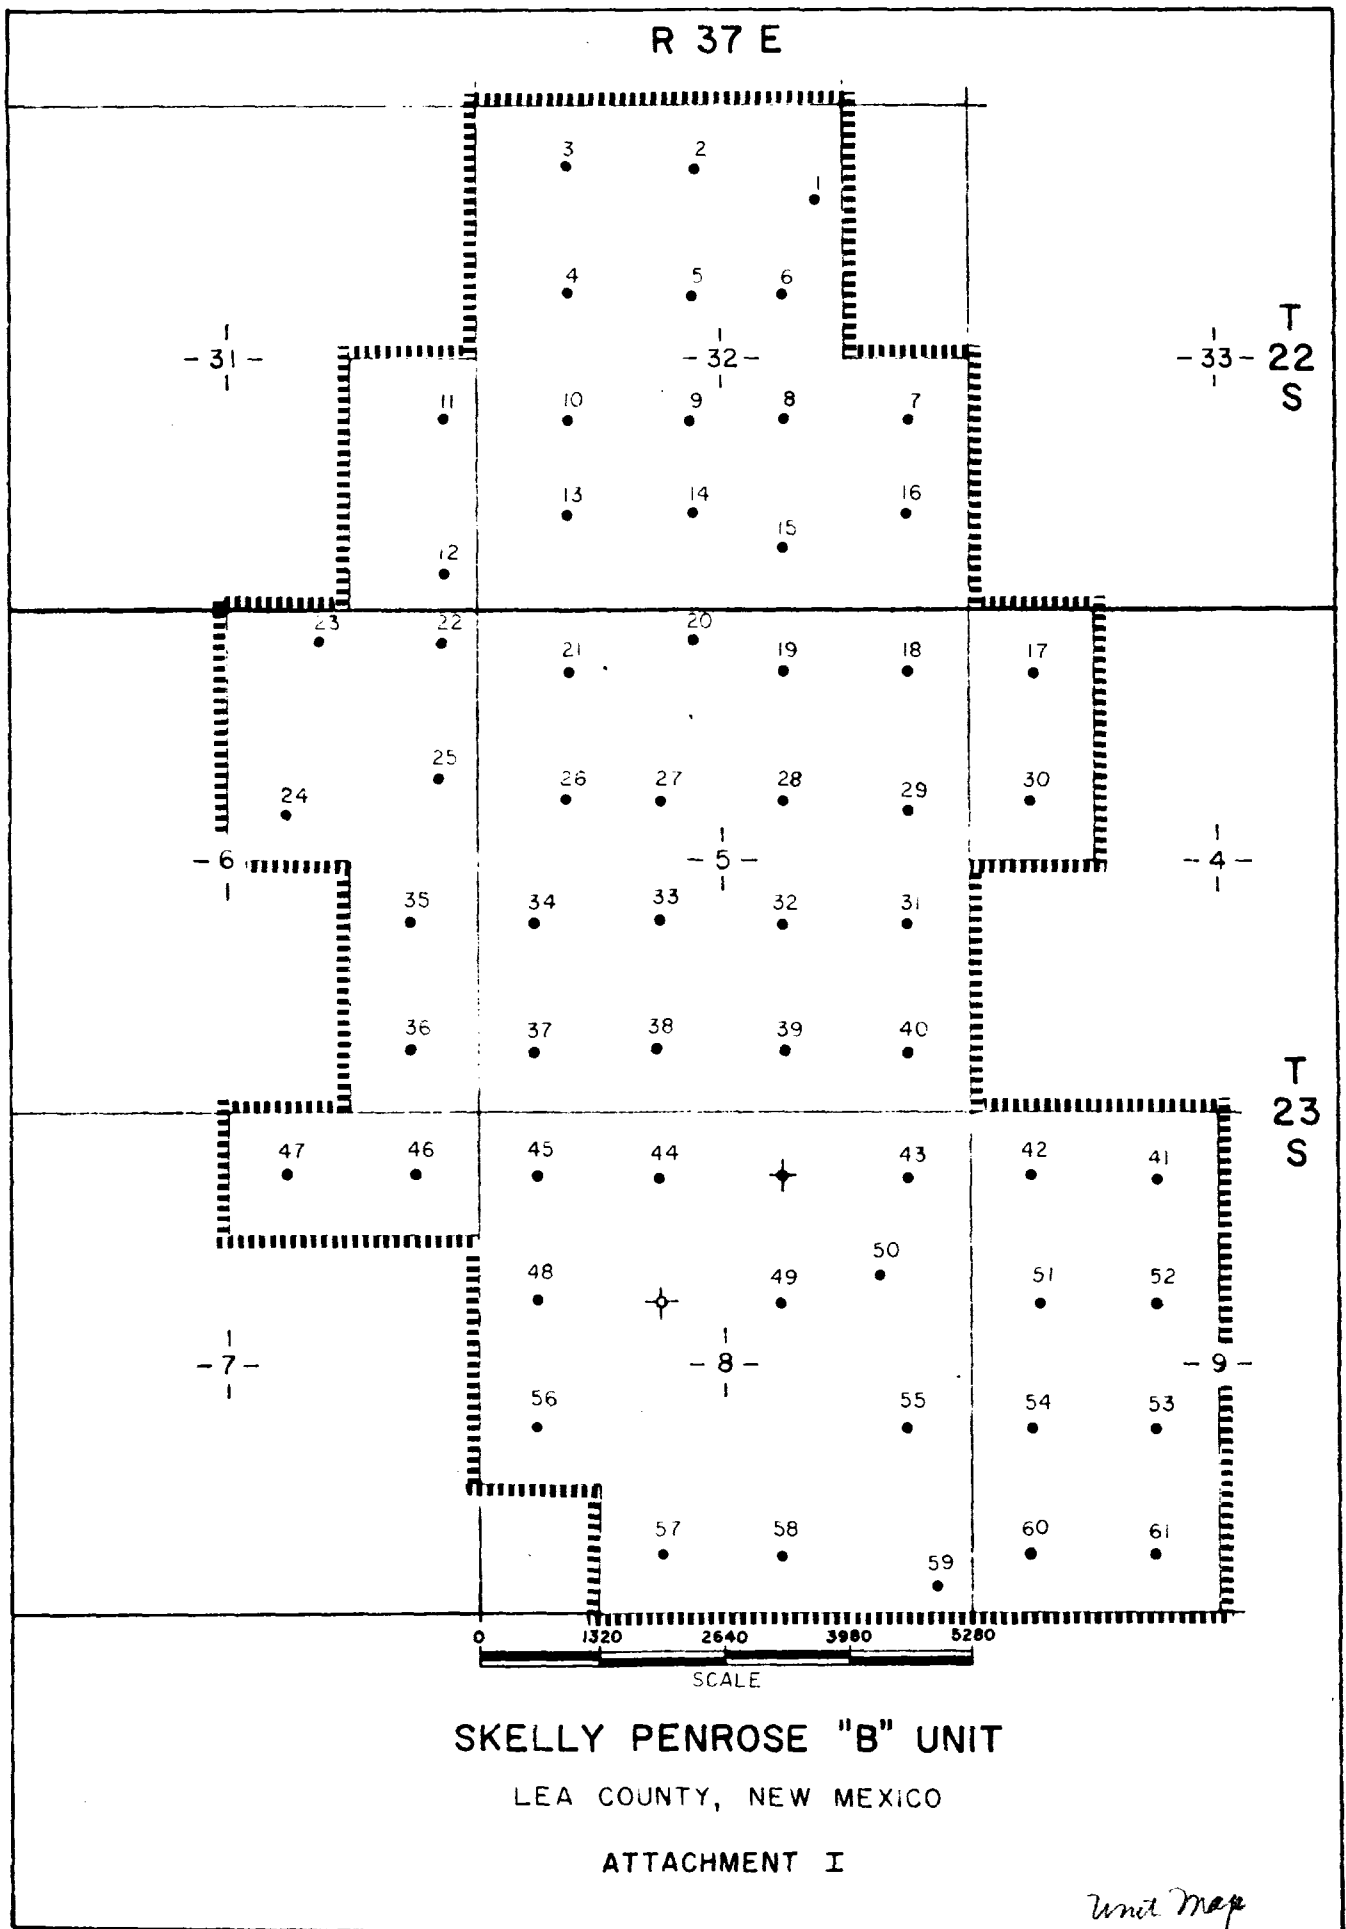 R 37 E
3 2
1
4 5 6
T
- 31 - - 32 - - 33 - 22
S
11 10 9 8 7
13 14 16
15
12
23 22 20
21 19 18 17
25
24 26 27 28 29 30
- 6 - 5 - - 4 -
35 34 33 32 31
36 37 38 39 40
T
23
S
47 46 45 44 43 42 41
50
48 49 51 52
- 7 - - 8 - - 9 -
56 55 54 53
57 58 60 61
59
0 1320 2640 3980 5280
SCALE
SKELLY PENROSE "B" UNIT
LEA COUNTY, NEW MEXICO
ATTACHMENT I
Unit Map